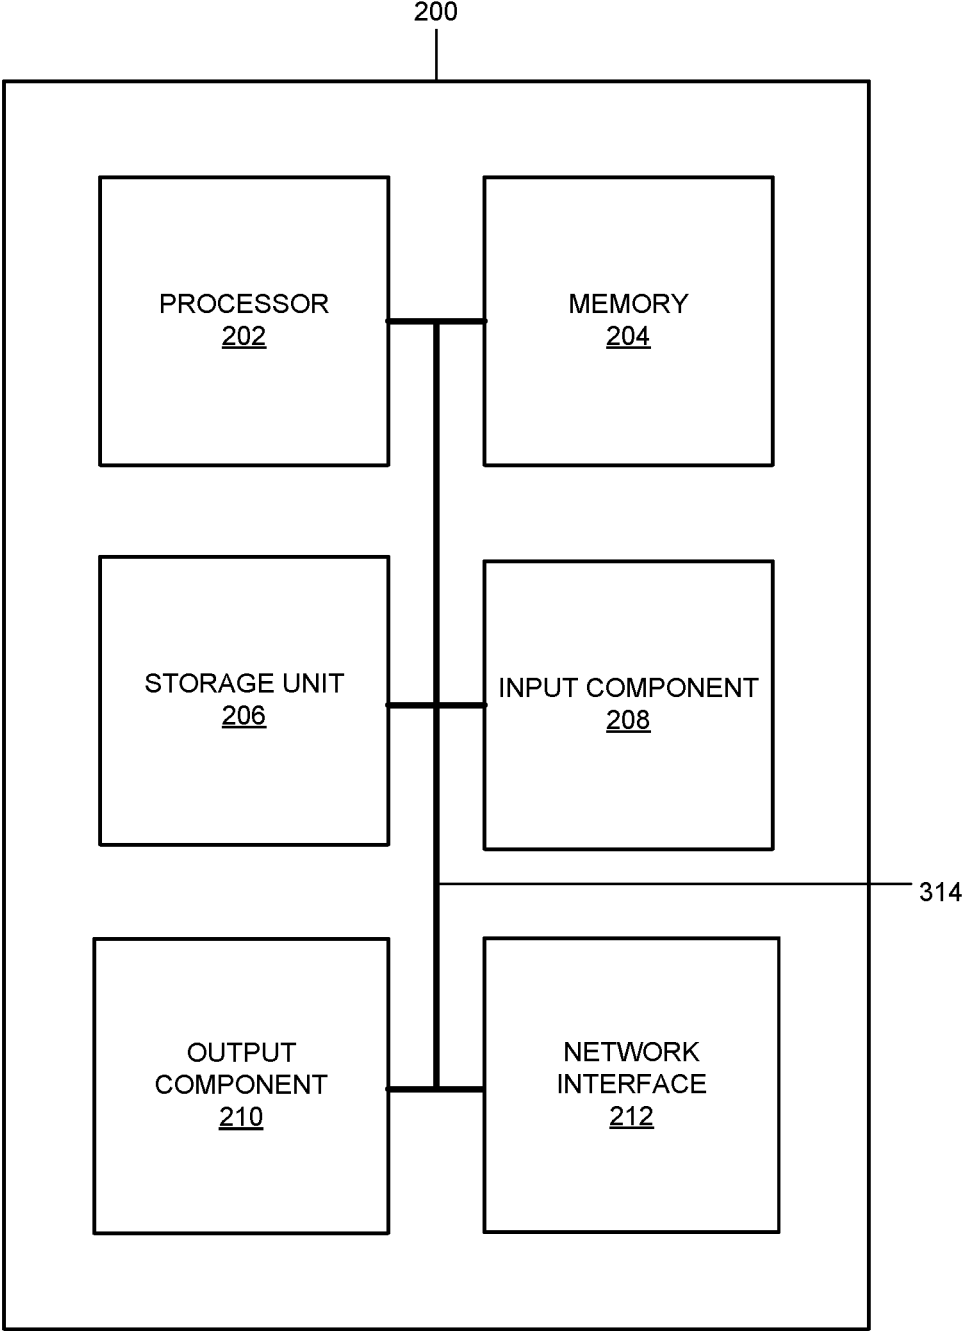 200
PROCESSOR
202
MEMORY
204
STORAGE UNIT
206
INPUT COMPONENT
208
314
OUTPUT
COMPONENT
210
NETWORK
INTERFACE
212